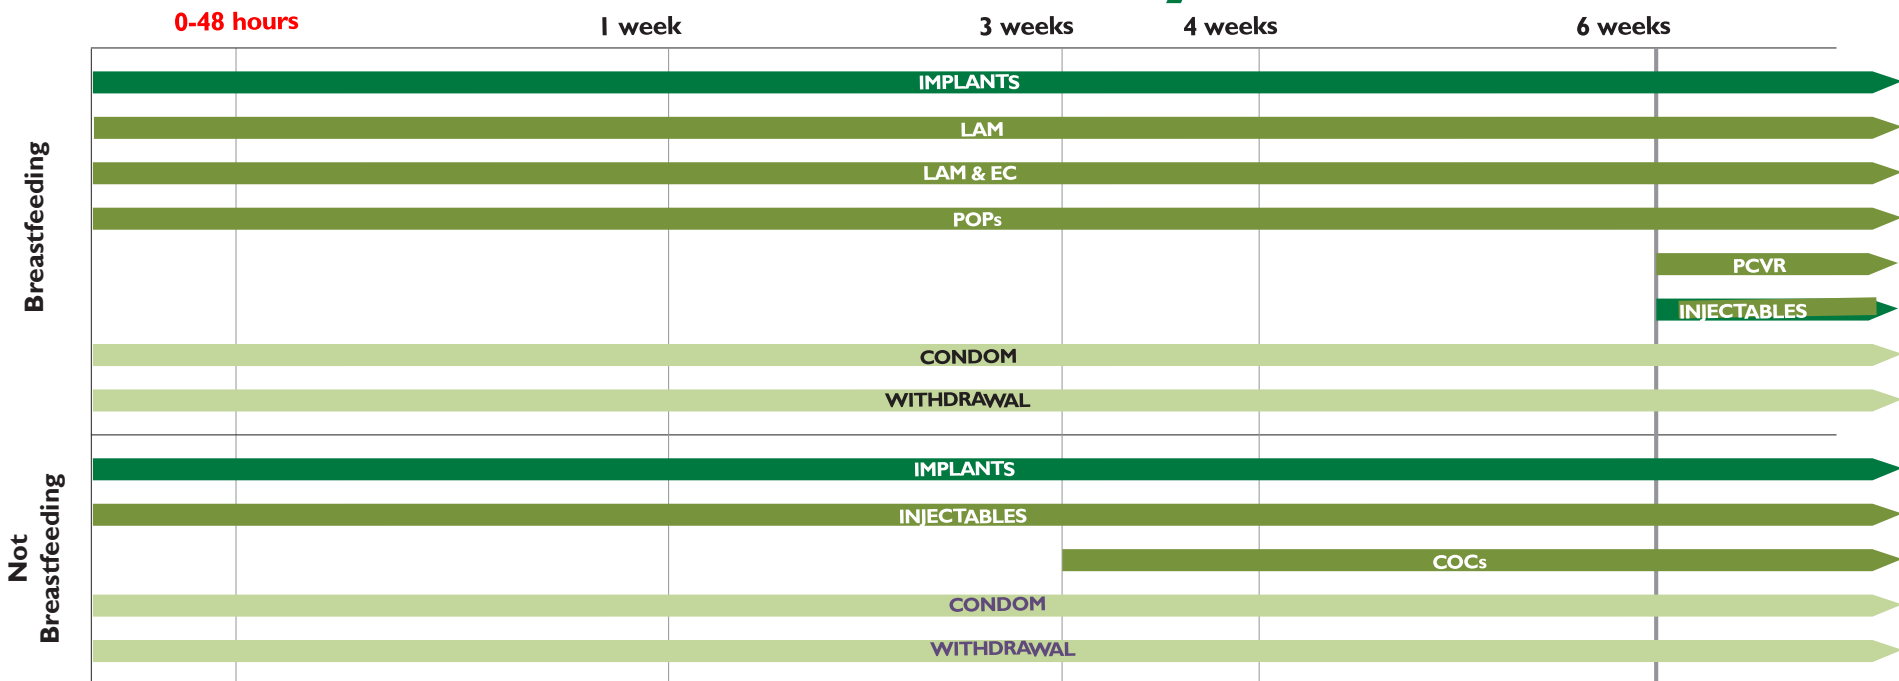 0-48 hours
1 week
3 weeks
4 weeks
6 weeks
Breastfeeding
IMPLANTS
LAM
LAM & EC
POPs
PCVR
INJECTABLES
CONDOM
WITHDRAWAL
Not
Breastfeeding
IMPLANTS
INJECTABLES
COCs
CONDOM
WITHDRAWAL